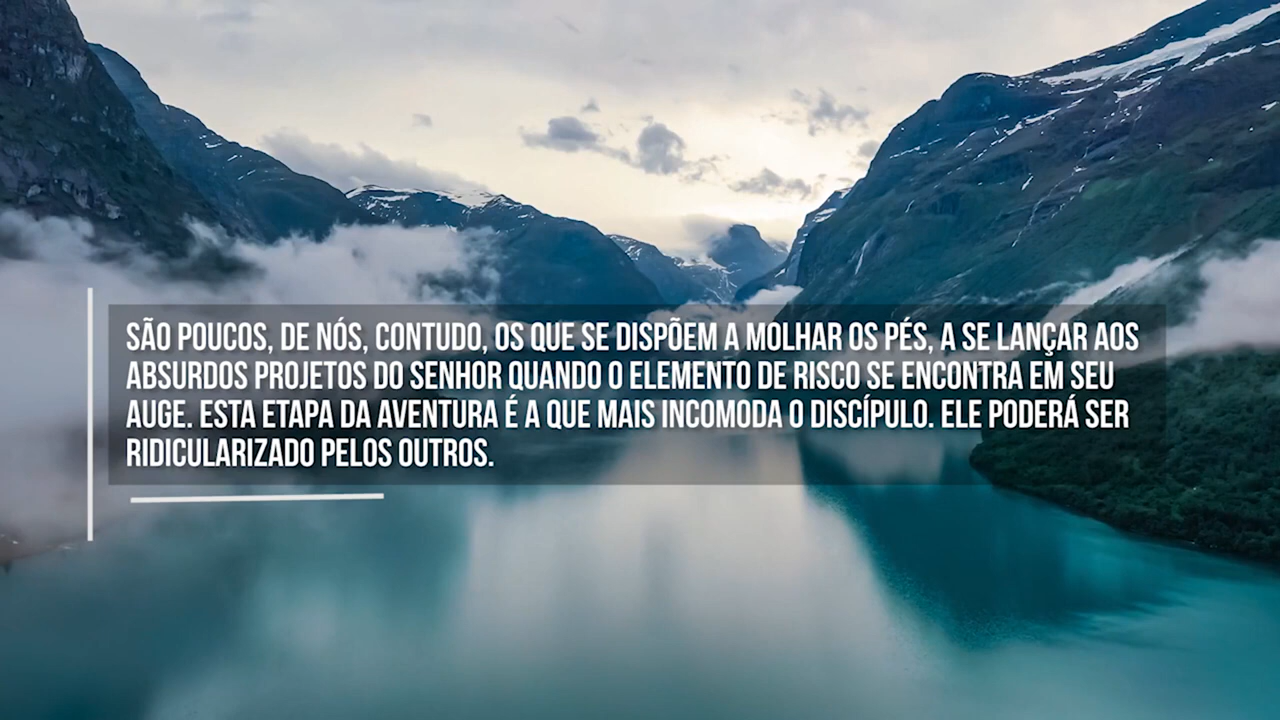 SÃO POUCOS, DE NÓS, CONTUDO, OS QUE SE DISPÕEM A MOLHAR OS PÉS, A SE LANÇAR AOS
ABSURDOS PROJETOS DO SENHOR QUANDO O ELEMENTO DE RISCO SE ENCONTRA EM SEU
AUGE. ESTA ETAPA DA AVENTURA É A QUE MAIS INCOMODA O DISCÍPULO. ELE PODERÁ SER
RIDICULARIZADO PELOS OUTROS.